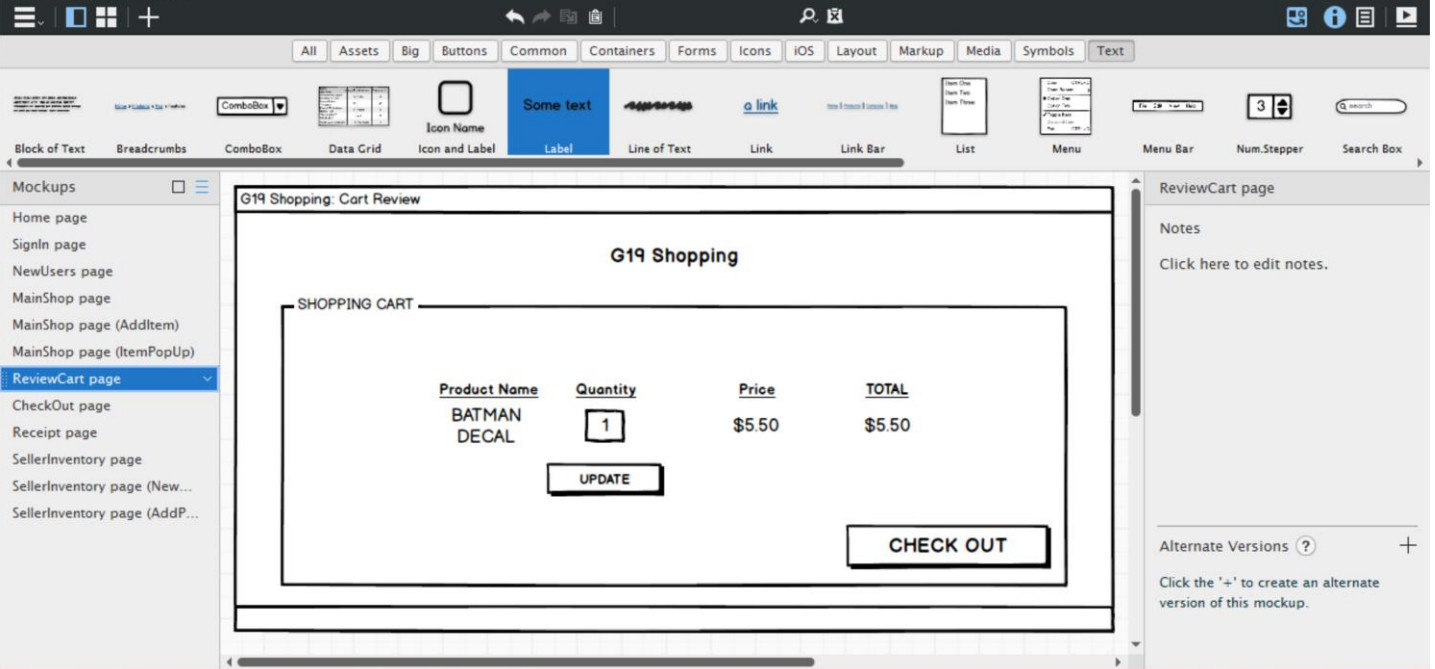 All Assets Big Buttons Common Containers Forms Icons iOS Layout Markup Media Symbols Text
ComboBox
Icon Name
Some text
a link
Item One
Item Two
Item Three
3
search
Block of Text Breadcrumbs ComboBox Data Grid Icon and Label Label Line of Text Link Link Bar List Menu Menu Bar Num.Stepper Search Box
Mockups
Home page
SignIn page
NewUsers page
MainShop page
MainShop page (AddItem)
MainShop page (ItemPopUp)
ReviewCart page
CheckOut page
Receipt page
SellerInventory page
SellerInventory page (New...
SellerInventory page (AddP...
G19 Shopping: Cart Review
G19 Shopping
SHOPPING CART
Product Name Quantity Price TOTAL
BATMAN
DECAL
1 $5.50 $5.50
UPDATE
CHECK OUT
ReviewCart page
Notes
Click here to edit notes.
Alternate Versions ?
Click the '+' to create an alternate
version of this mockup.